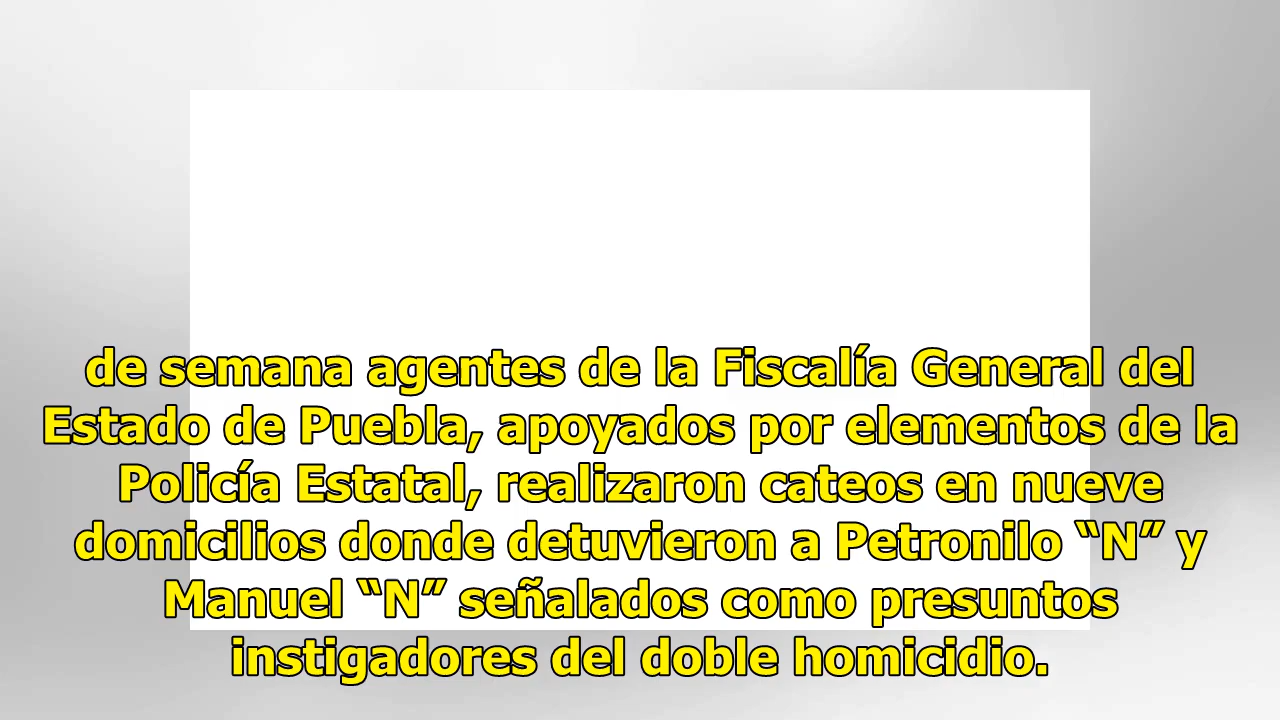 de semana agentes de la Fiscalía General del
Estado de Puebla, apoyados por elementos de la
Policía Estatal, realizaron cateos en nueve
domicilios donde detuvieron a Petronilo “N” y
Manuel “N” señalados como presuntos
instigadores del doble homicidio.